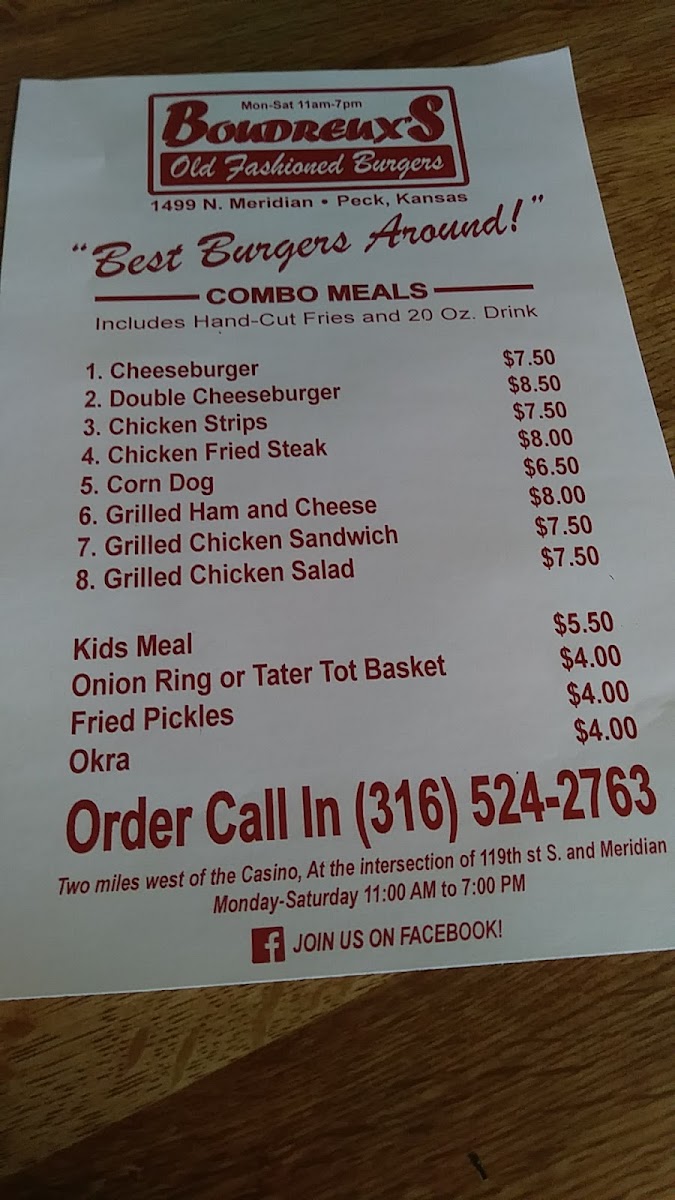 Mon-Sat 11am-7pm
BOUDREUX'S
Old Fashioned Burgers
1499 N. Meridian • Peck, Kansas
"Best Burgers Around!"
COMBO MEALS
Includes Hand-Cut Fries and 20 Oz. Drink
1. Cheeseburger $7.50
2. Double Cheeseburger $8.50
3. Chicken Strips $7.50
4. Chicken Fried Steak $8.00
5. Corn Dog $6.50
6. Grilled Ham and Cheese $8.00
7. Grilled Chicken Sandwich $7.50
8. Grilled Chicken Salad $7.50
Kids Meal $5.50
Onion Ring or Tater Tot Basket $4.00
Fried Pickles $4.00
Okra $4.00
Order Call In (316) 524-2763
Two miles west of the Casino, At the intersection of 119th st S. and Meridian
Monday-Saturday 11:00 AM to 7:00 PM
f JOIN US ON FACEBOOK!